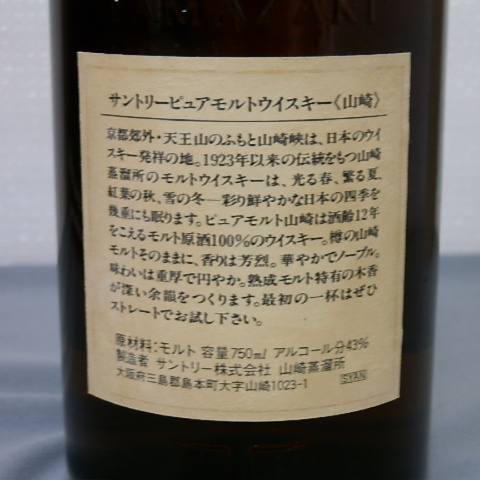 YAMAZAKI
サントリーピュアモルトウイスキー《山崎》
京都郊外・天王山のふもと山崎峡は、日本のウイ
スキー発祥の地。1923年以来の伝統をもつ山崎
蒸溜所のモルトウイスキーは、光る春、繁る夏、
紅葉の秋、雪の冬—彩り鮮やかな日本の四季を
幾重にも眠ります。ピュアモルト山崎は酒齢12年
をこえるモルト原酒100%のウイスキー。樽の山崎
モルトそのままに、香りは芳烈。華やかでノーブル。
味わいは重厚で円やか。熟成モルト特有の木香
が深い余韻をつくります。最初の一杯はぜひ
ストレートでお試し下さい。
原材料:モルト 容量750ml アルコール分43%
製造者 サントリー株式会社 山崎蒸溜所
大阪府三島郡島本町大字山崎1023-1
SYAN